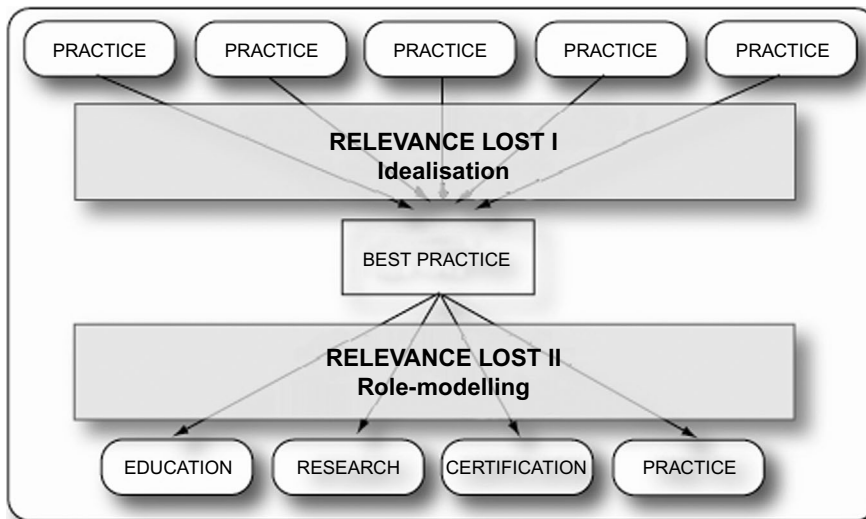 PRACTICE PRACTICE PRACTICE PRACTICE PRACTICE
RELEVANCE LOST I
Idealisation
BEST PRACTICE
RELEVANCE LOST II
Role-modelling
EDUCATION RESEARCH CERTIFICATION PRACTICE